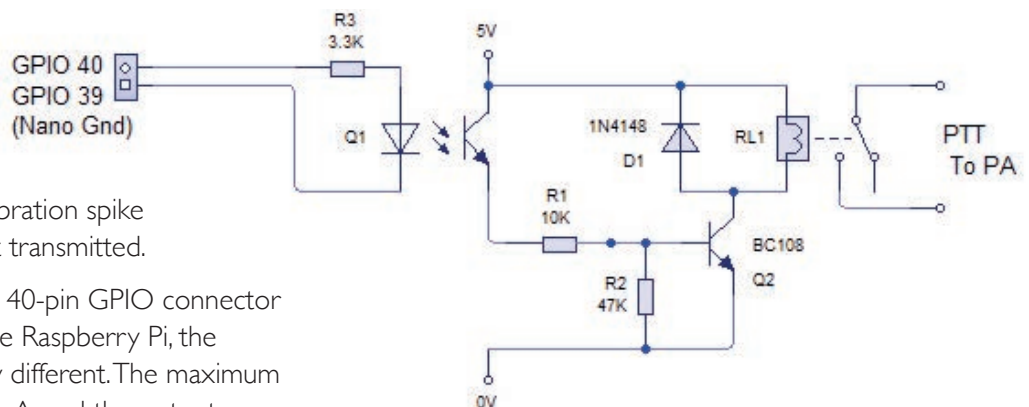 R3
3.3K
5V
GPIO 40
GPIO 39
(Nano Gnd)
Q1
1N4148
D1
RL1
PTT
To PA
R1
10K
BC108
Q2
R2
47K
0V
bration spike
transmitted.
40-pin GPIO connector
e Raspberry Pi, the
different. The maximum